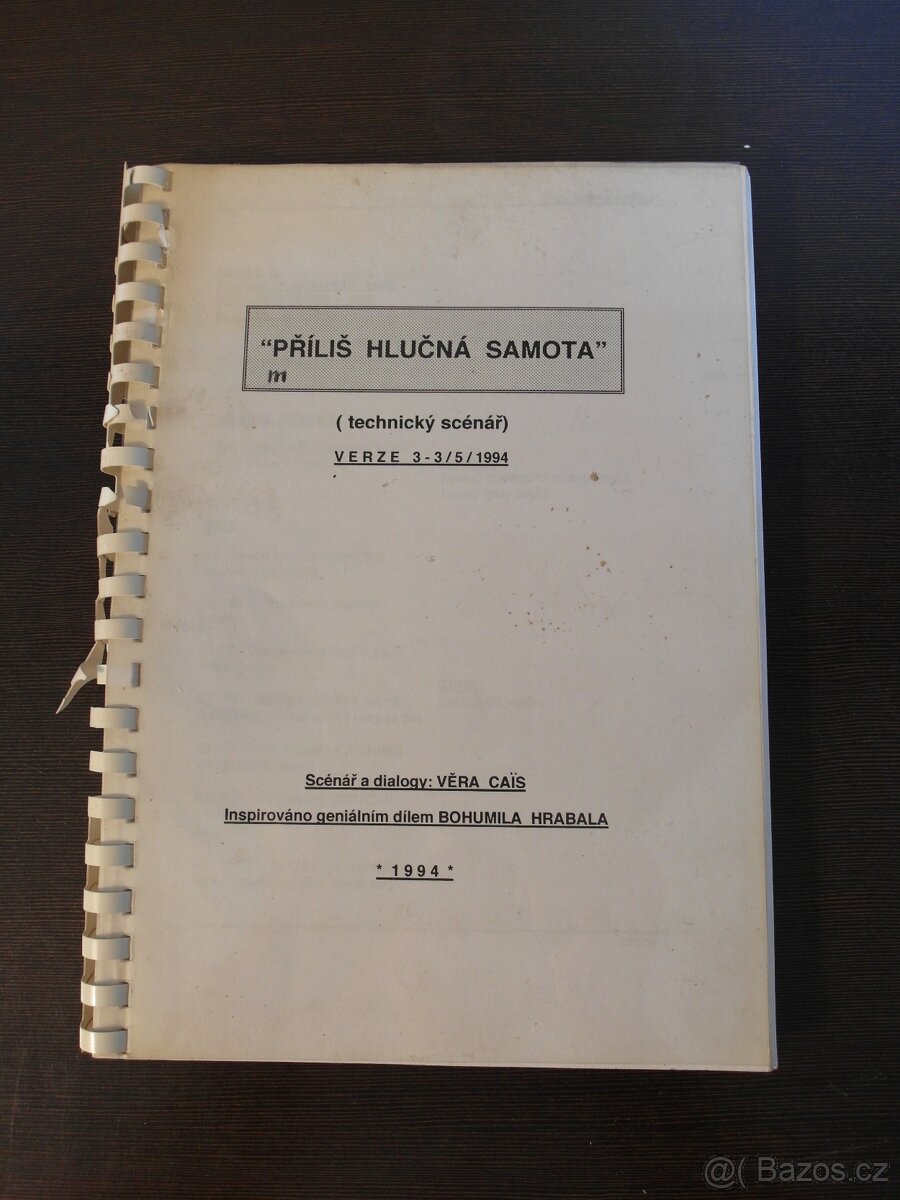 "PŘÍLIŠ HLUČNÁ SAMOTA"
m
( technický scénář)
VERZE 3-3/5/1994
Scénář a dialogy: VĚRA CAÏS
Inspirováno geniálním dílem BOHUMILA HRABALA
* 1994 *
@( Bazos.cz